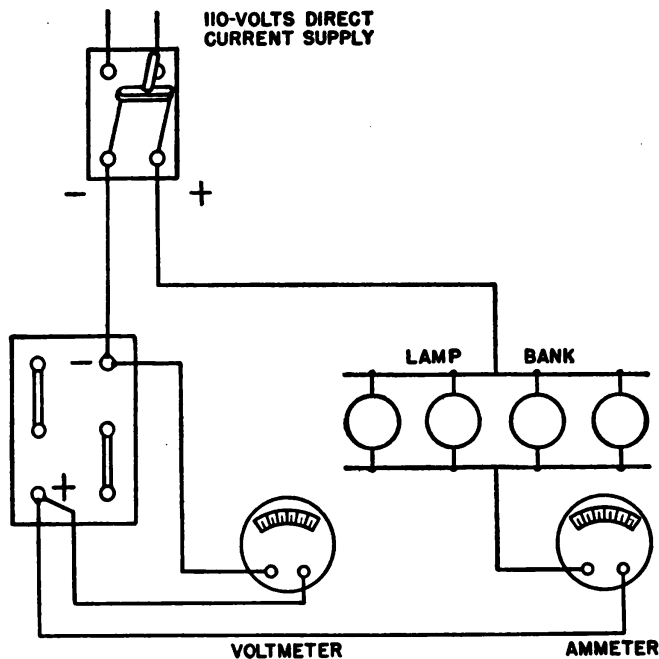 110-VOLTS DIRECT
CURRENT SUPPLY
- +
LAMP BANK
-
+
VOLTMETER
AMMETER